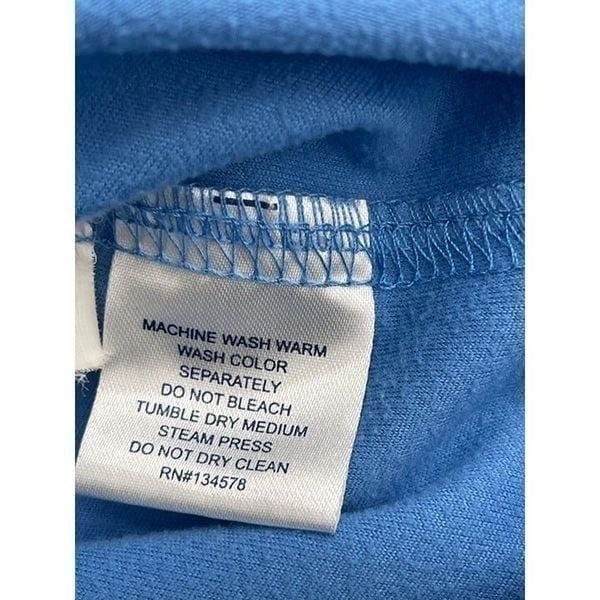 MACHINE WASH WARM
WASH COLOR
SEPARATELY
DO NOT BLEACH
TUMBLE DRY MEDIUM
STEAM PRESS
DO NOT DRY CLEAN
RN#134578